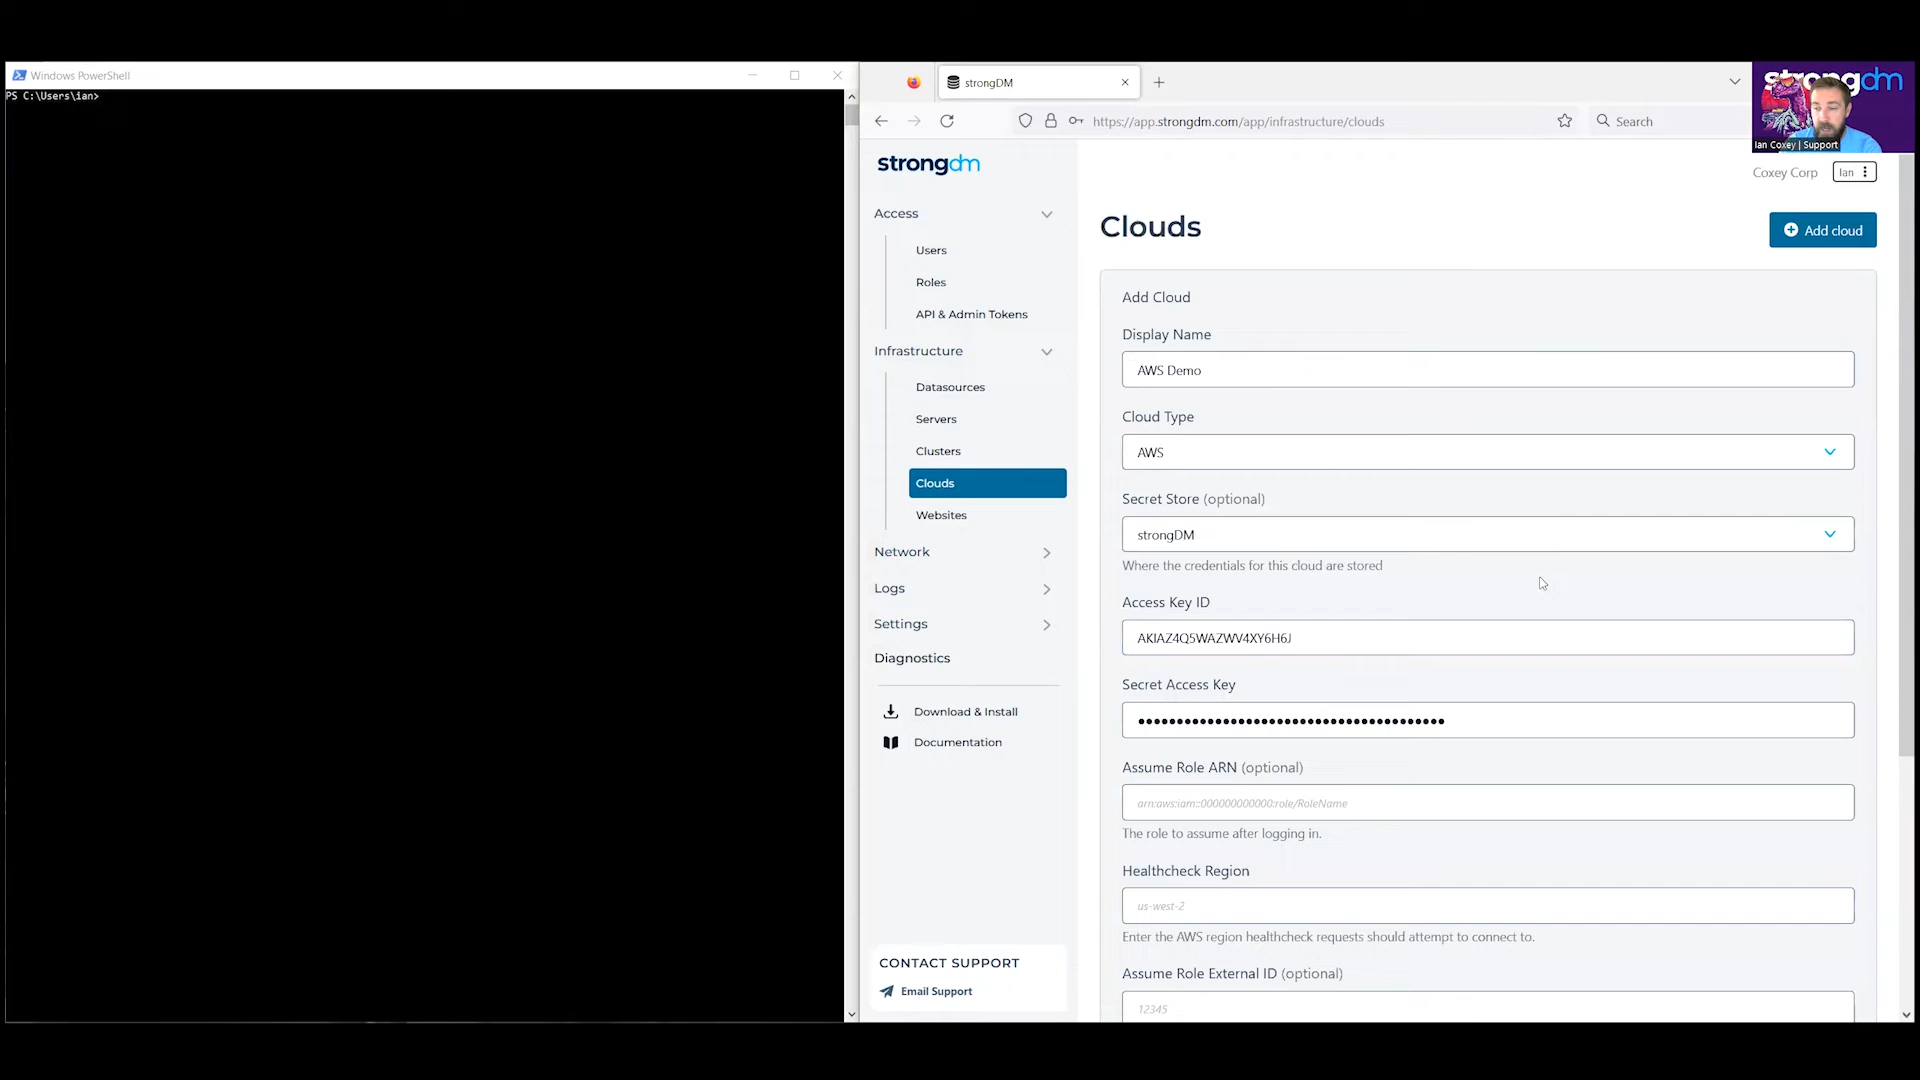 Windows PowerShell
PS C:\Users\ian>
strongDM
https://app.strongdm.com/app/infrastructure/clouds
Search
strongdm
Ian Coxey | Support
strongdm
Coxey Corp
Ian
Access
Users
Roles
API & Admin Tokens
Infrastructure
Datasources
Servers
Clusters
Clouds
Websites
Network
Logs
Settings
Diagnostics
Download & Install
Documentation
CONTACT SUPPORT
Email Support
Clouds
Add cloud
Add Cloud
Display Name
AWS Demo
Cloud Type
AWS
Secret Store (optional)
strongDM
Where the credentials for this cloud are stored
Access Key ID
AKIAZ4Q5WAZWV4XY6H6J
Secret Access Key
Assume Role ARN (optional)
arn:aws:iam::000000000000:role/RoleName
The role to assume after logging in.
Healthcheck Region
us-west-2
Enter the AWS region healthcheck requests should attempt to connect to.
Assume Role External ID (optional)
12345